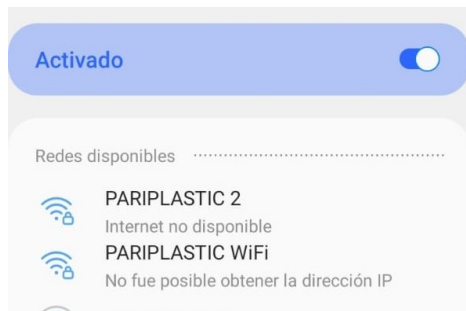 Activado
Redes disponibles
PARIPLASTIC 2
Internet no disponible
PARIPLASTIC WiFi
No fue posible obtener la dirección IP